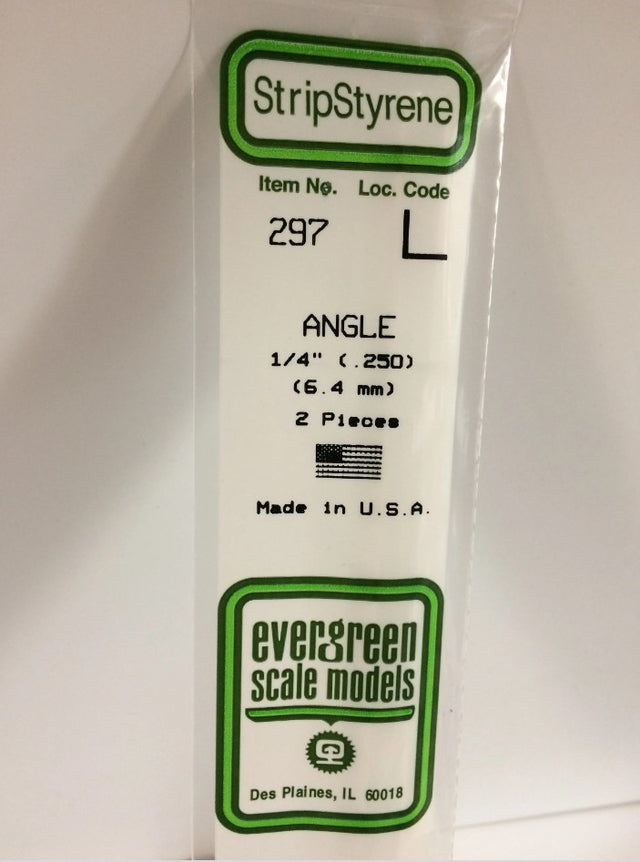 StripStyrene
Item No. Loc. Code
297 L
ANGLE
1/4" (.250)
(6.4 mm)
2 Pieces
Made in U.S.A.
evergreen
scale models
Des Plaines, IL 60018